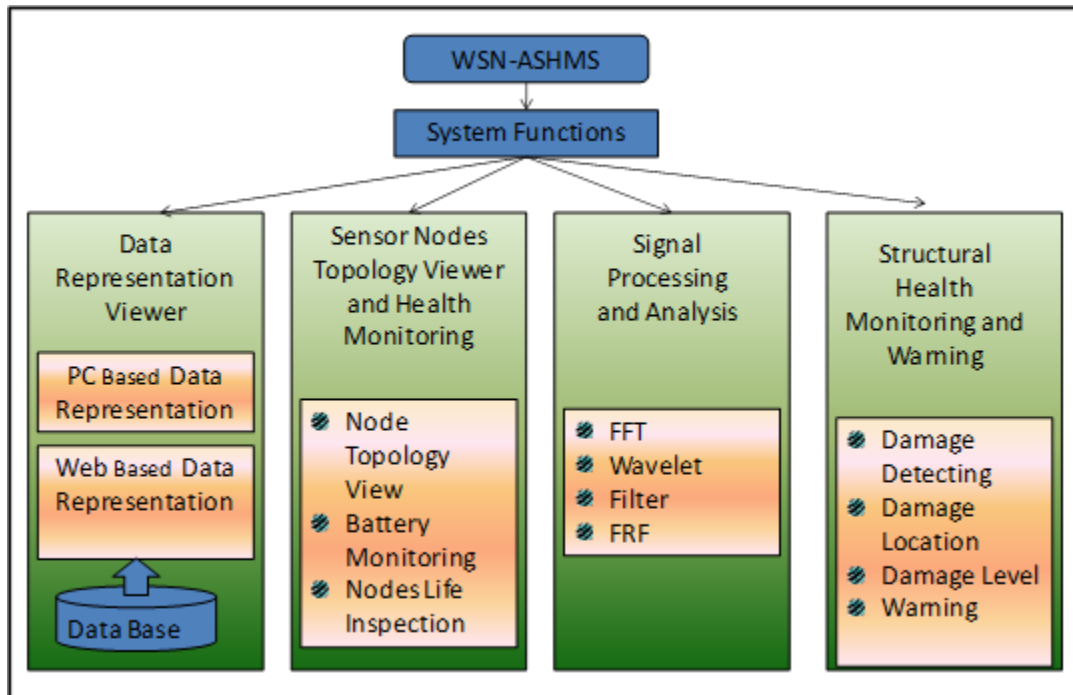 WSN-ASHMS
System Functions
Data
Representation
Viewer
PC Based Data
Representation
Web Based Data
Representation
Data Base
Sensor Nodes
Topology Viewer
and Health
Monitoring
Node
Topology
View
Battery
Monitoring
Nodes Life
Inspection
Signal
Processing
and Analysis
FFT
Wavelet
Filter
FRF
Structural
Health
Monitoring and
Warning
Damage
Detecting
Damage
Location
Damage Level
Warning